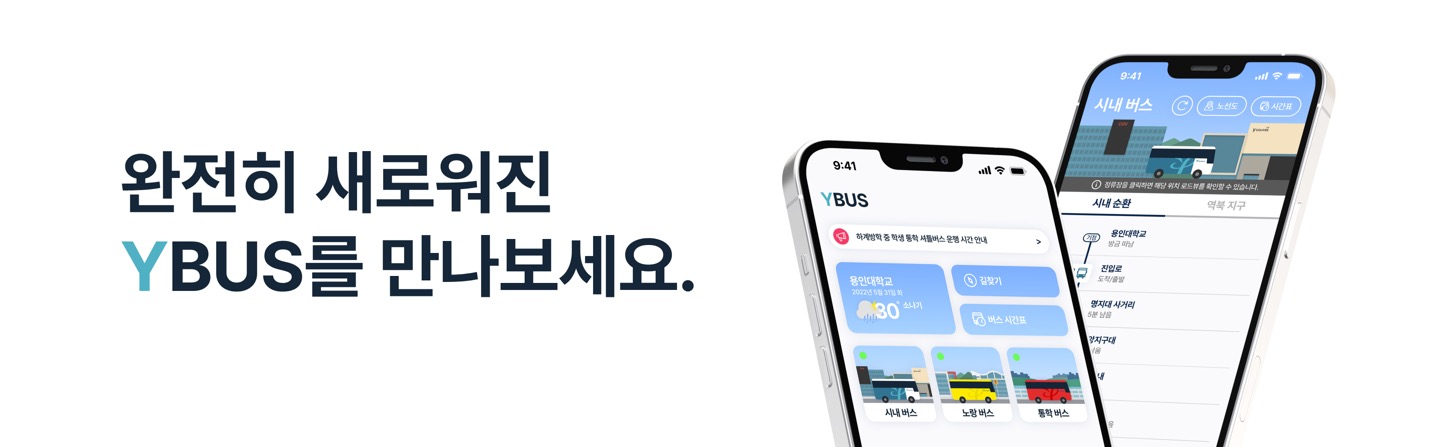 완전히 새로워진
YBUS를 만나보세요.
9:41
YBUS
하계방학 중 학생 통학 셔틀버스 운행 시간 안내
>
용인대학교
2022년 5월 31일 화
30° 소나기
길찾기
버스 시간표
시내 버스
노랑 버스
통학 버스
9:41
시내 버스
노선도
시간표
정류장을 클릭하면 해당 위치 로드뷰를 확인할 수 있습니다.
시내 순환
역북 지구
기점
용인대학교
방금 떠남
진입로
도착/출발
명지대 사거리
5분 남음